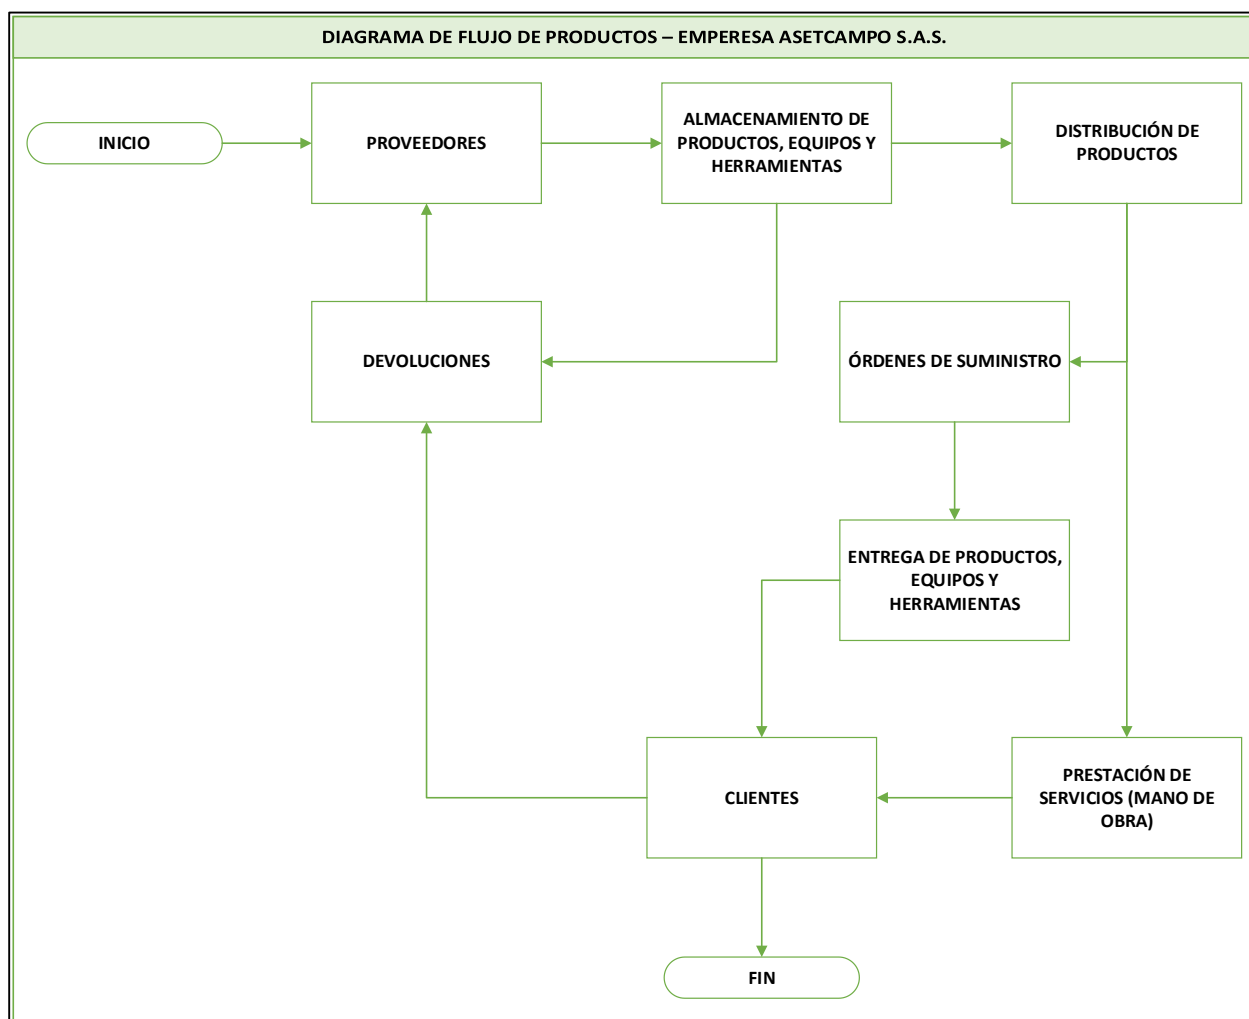 DIAGRAMA DE FLUJO DE PRODUCTOS – EMPERESA ASETCAMPO S.A.S.
INICIO
PROVEEDORES
ALMACENAMIENTO DE
PRODUCTOS, EQUIPOS Y
HERRAMIENTAS
DISTRIBUCIÓN DE
PRODUCTOS
DEVOLUCIONES
ÓRDENES DE SUMINISTRO
ENTREGA DE PRODUCTOS,
EQUIPOS Y
HERRAMIENTAS
CLIENTES
PRESTACIÓN DE
SERVICIOS (MANO DE
OBRA)
FIN